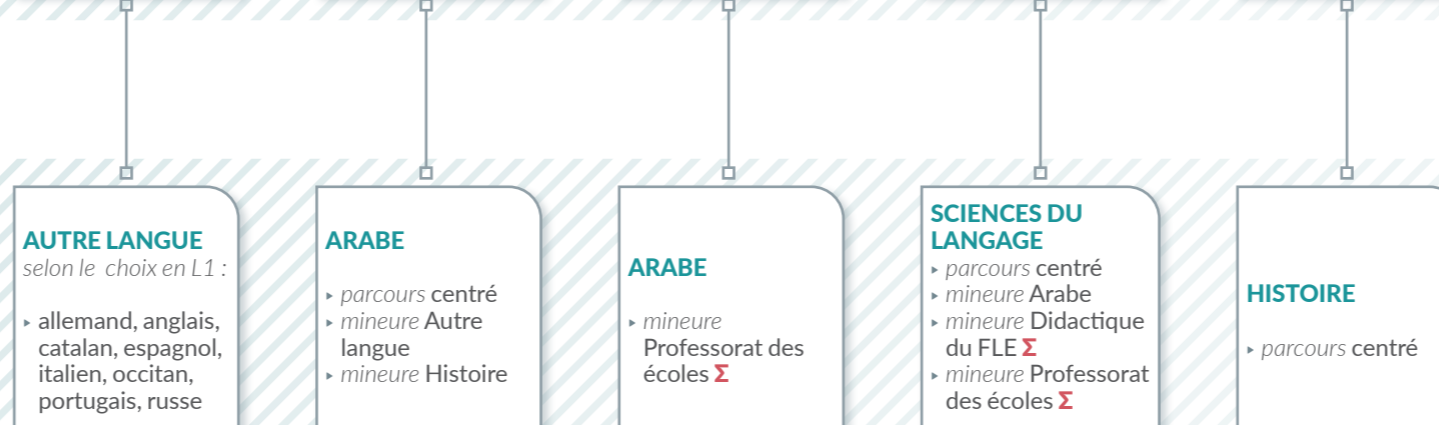 AUTRE LANGUE
selon le choix en L1 :
‣ allemand, anglais,
catalan, espagnol,
italien, occitan,
portugais, russe
ARABE
‣ parcours centré
‣ mineure Autre
langue
‣ mineure Histoire
ARABE
‣ mineure
Professorat des
écoles Σ
SCIENCES DU
LANGAGE
‣ parcours centré
‣ mineure Arabe
‣ mineure Didactique
du FLE Σ
‣ mineure Professorat
des écoles Σ
HISTOIRE
‣ parcours centré